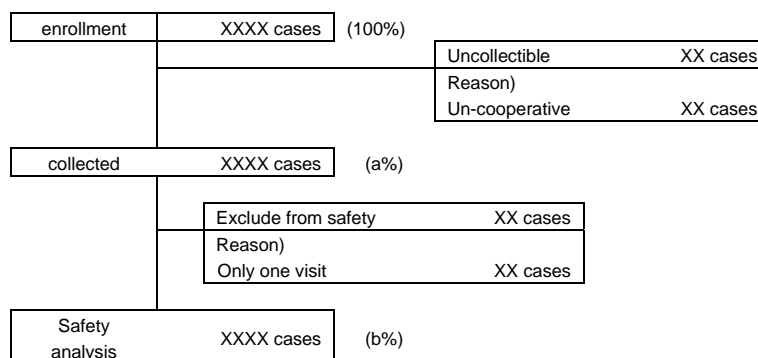 enrollment XXXX cases (100%)
Uncollectible XX cases
Reason)
Un-cooperative XX cases
collected XXXX cases (a%)
Exclude from safety XX cases
Reason)
Only one visit XX cases
Safety
analysis XXXX cases (b%)